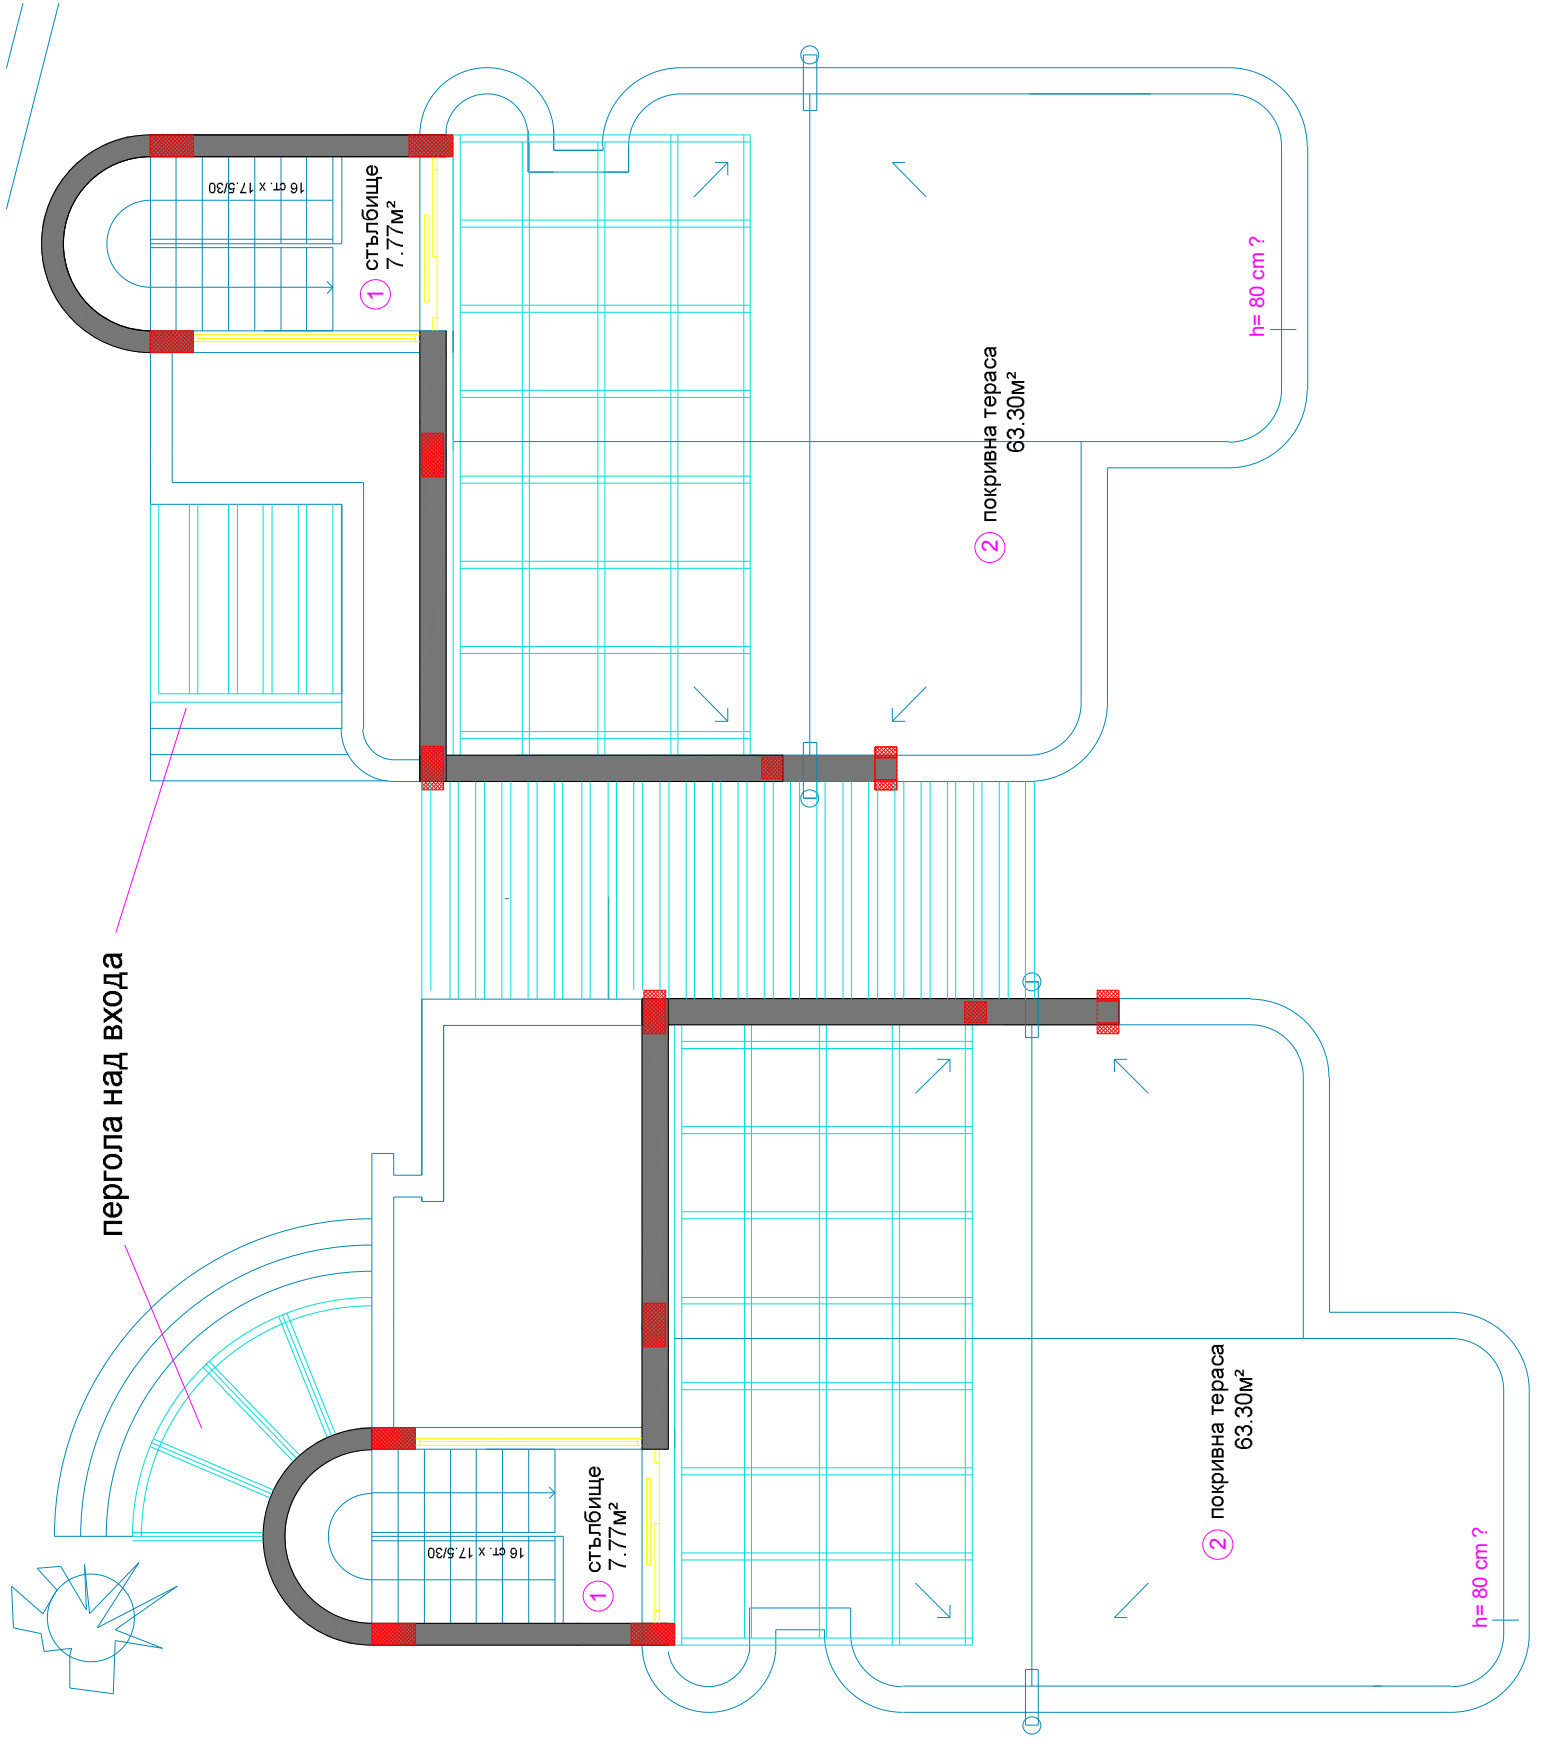 16 ст. x 17.5/30
1 стълбище
7.77м²
h= 80 cm ?
2 покривна тераса
63.30м²
пергола над входа
16 ст. x 17.5/30
1 стълбище
7.77м²
2 покривна тераса
63.30м²
h= 80 cm ?